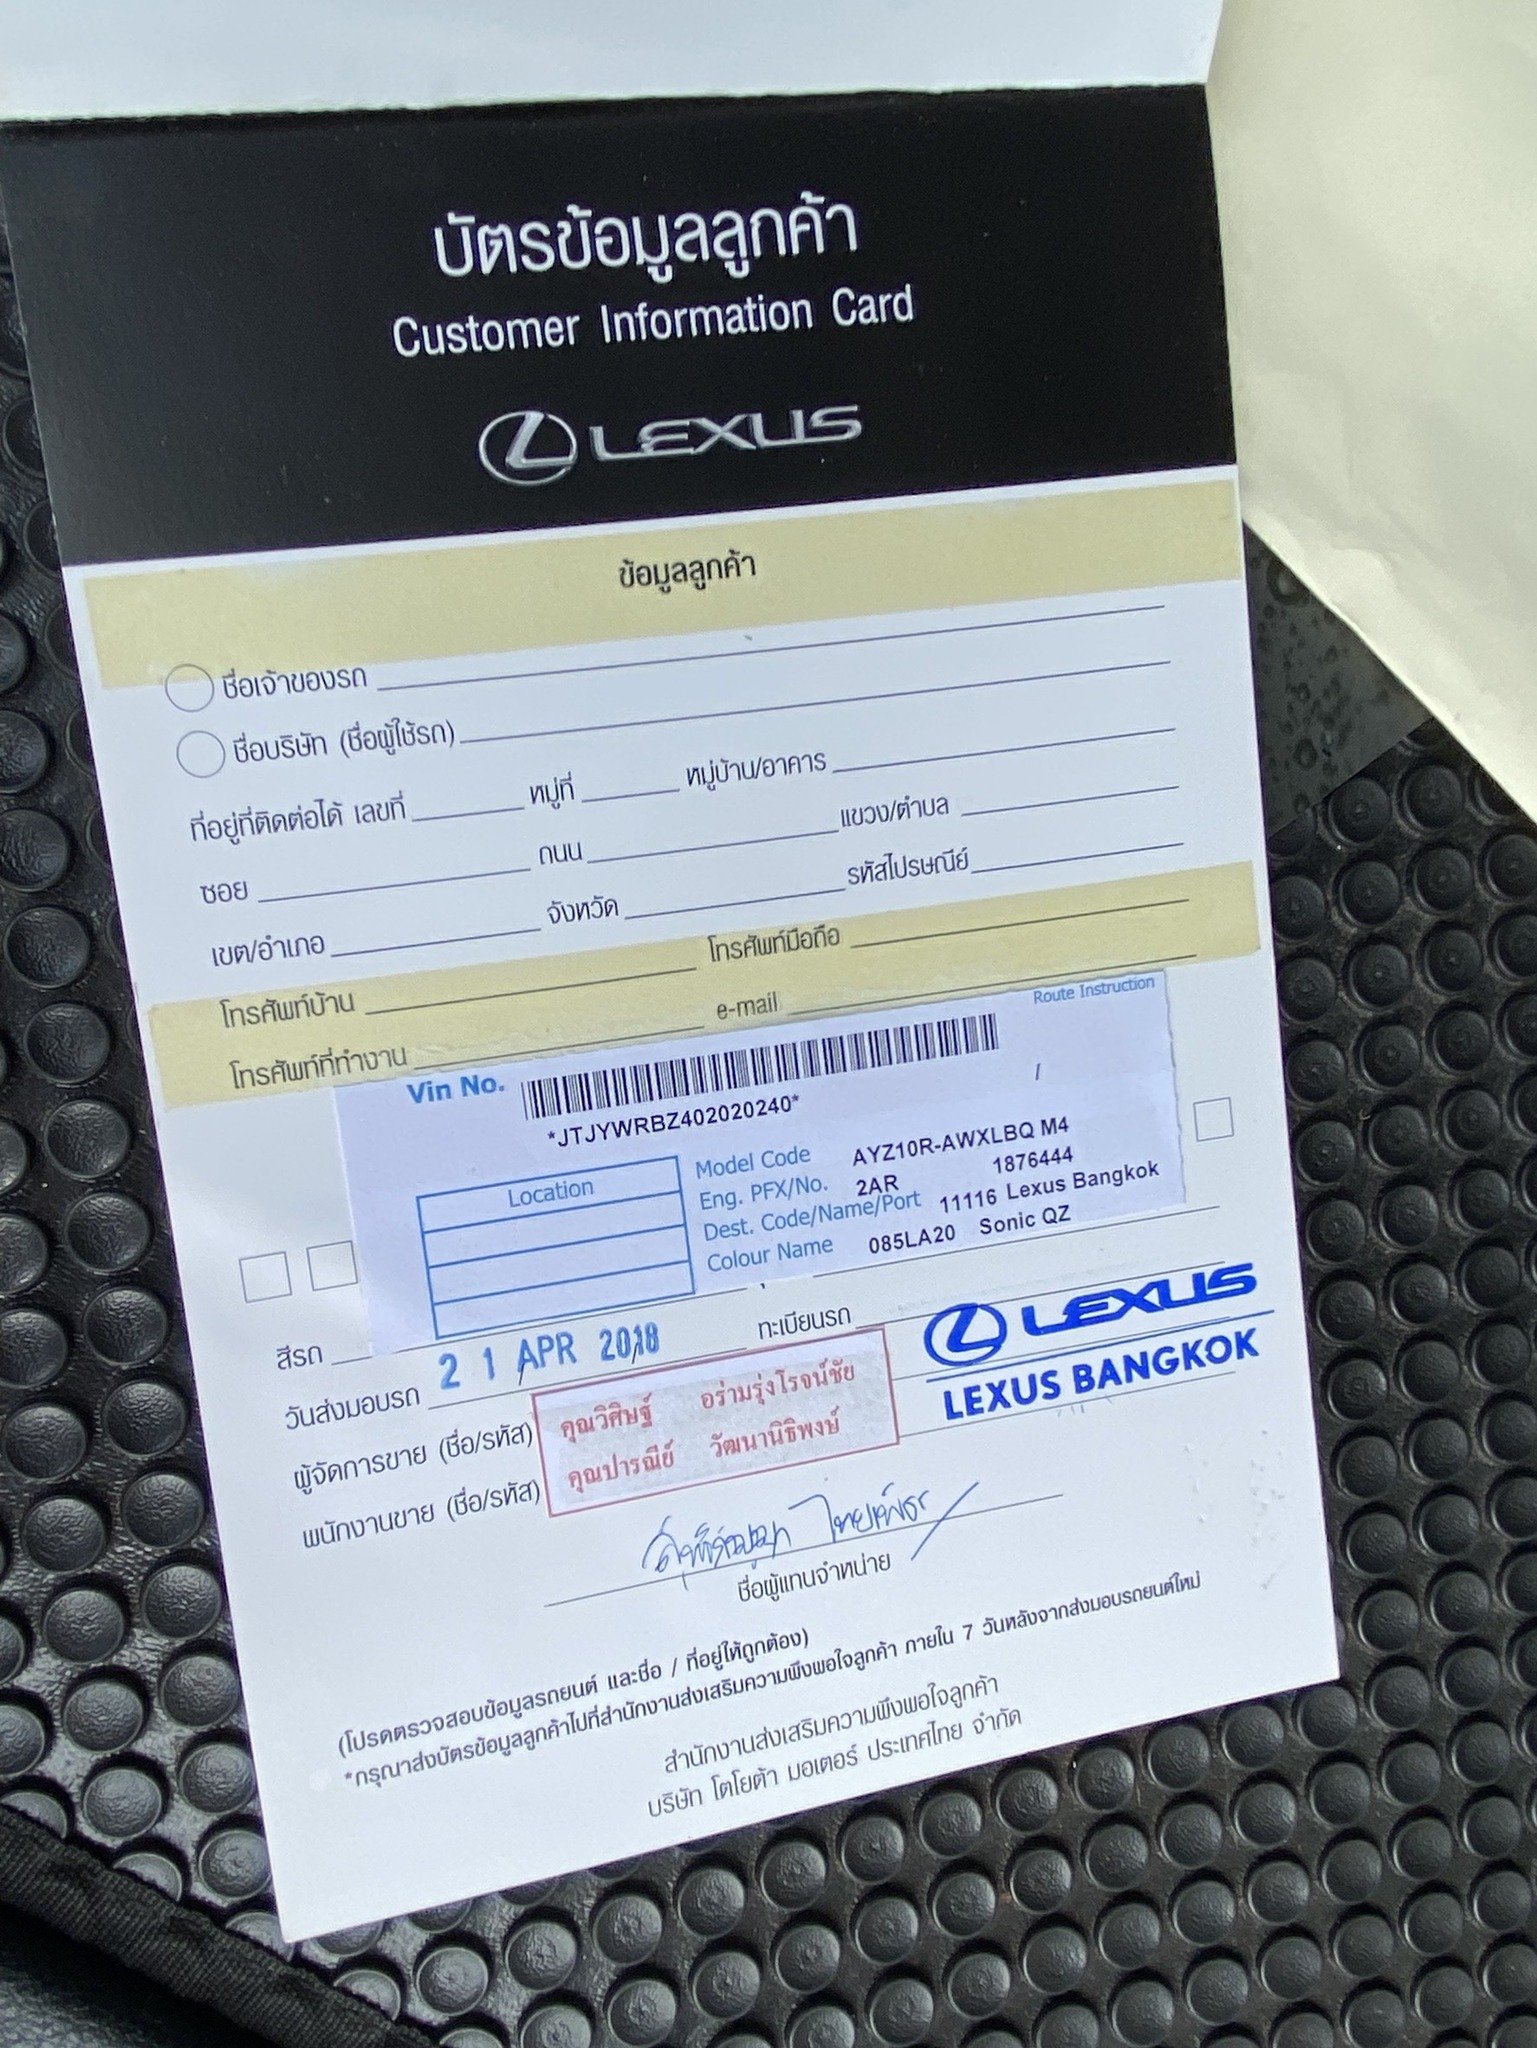 บัตรข้อมูลลูกค้า
Customer Information Card
LEXUS
ข้อมูลลูกค้า
ชื่อเจ้าของรถ
ชื่อบริษัท (ชื่อผู้ใช้รถ)
ที่อยู่ที่ติดต่อได้ เลขที่ หมู่ที่ หมู่บ้าน/อาคาร
ซอย ถนน แขวง/ตำบล
เขต/อำเภอ จังหวัด รหัสไปรษณีย์
โทรศัพท์บ้าน โทรศัพท์มือถือ
โทรศัพท์ที่ทำงาน e-mail
Route Instruction
Vin No.
*JTJYWRBZ402020240*
/
Location
Model Code AYZ10R-AWXLBQ M4
Eng. PFX/No. 2AR 1876444
Dest. Code/Name/Port 11116 Lexus Bangkok
Colour Name 085LA20 Sonic QZ
สีรถ ทะเบียนรถ
วันส่งมอบรถ 21 APR 2018
LEXUS
LEXUS BANGKOK
ผู้จัดการขาย (ชื่อ/รหัส) คุณวิศิษฐ์ อร่ามรุ่งโรจน์ชัย
พนักงานขาย (ชื่อ/รหัส) คุณปารณีย์ วัฒนานิธิพงษ์
ชื่อผู้แทนจำหน่าย
(โปรดตรวจสอบข้อมูลรถยนต์ และชื่อ / ที่อยู่ให้ถูกต้อง)
*กรุณาส่งบัตรข้อมูลลูกค้าไปที่สำนักงานส่งเสริมความพึงพอใจลูกค้า ภายใน 7 วันหลังจากส่งมอบรถยนต์ใหม่
สำนักงานส่งเสริมความพึงพอใจลูกค้า
บริษัท โตโยต้า มอเตอร์ ประเทศไทย จำกัด